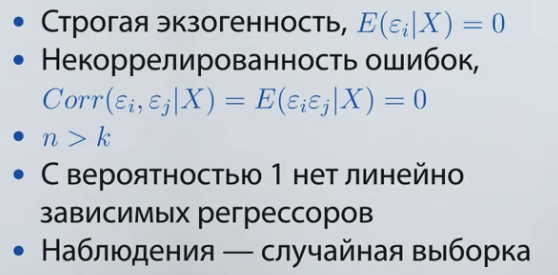 • Строгая экзогенность, E(εᵢ|X) = 0
• Некоррелированность ошибок,
Corr(εᵢ, εⱼ|X) = E(εᵢεⱼ|X) = 0
• n > k
• С вероятностью 1 нет линейно
зависимых регрессоров
• Наблюдения — случайная выборка